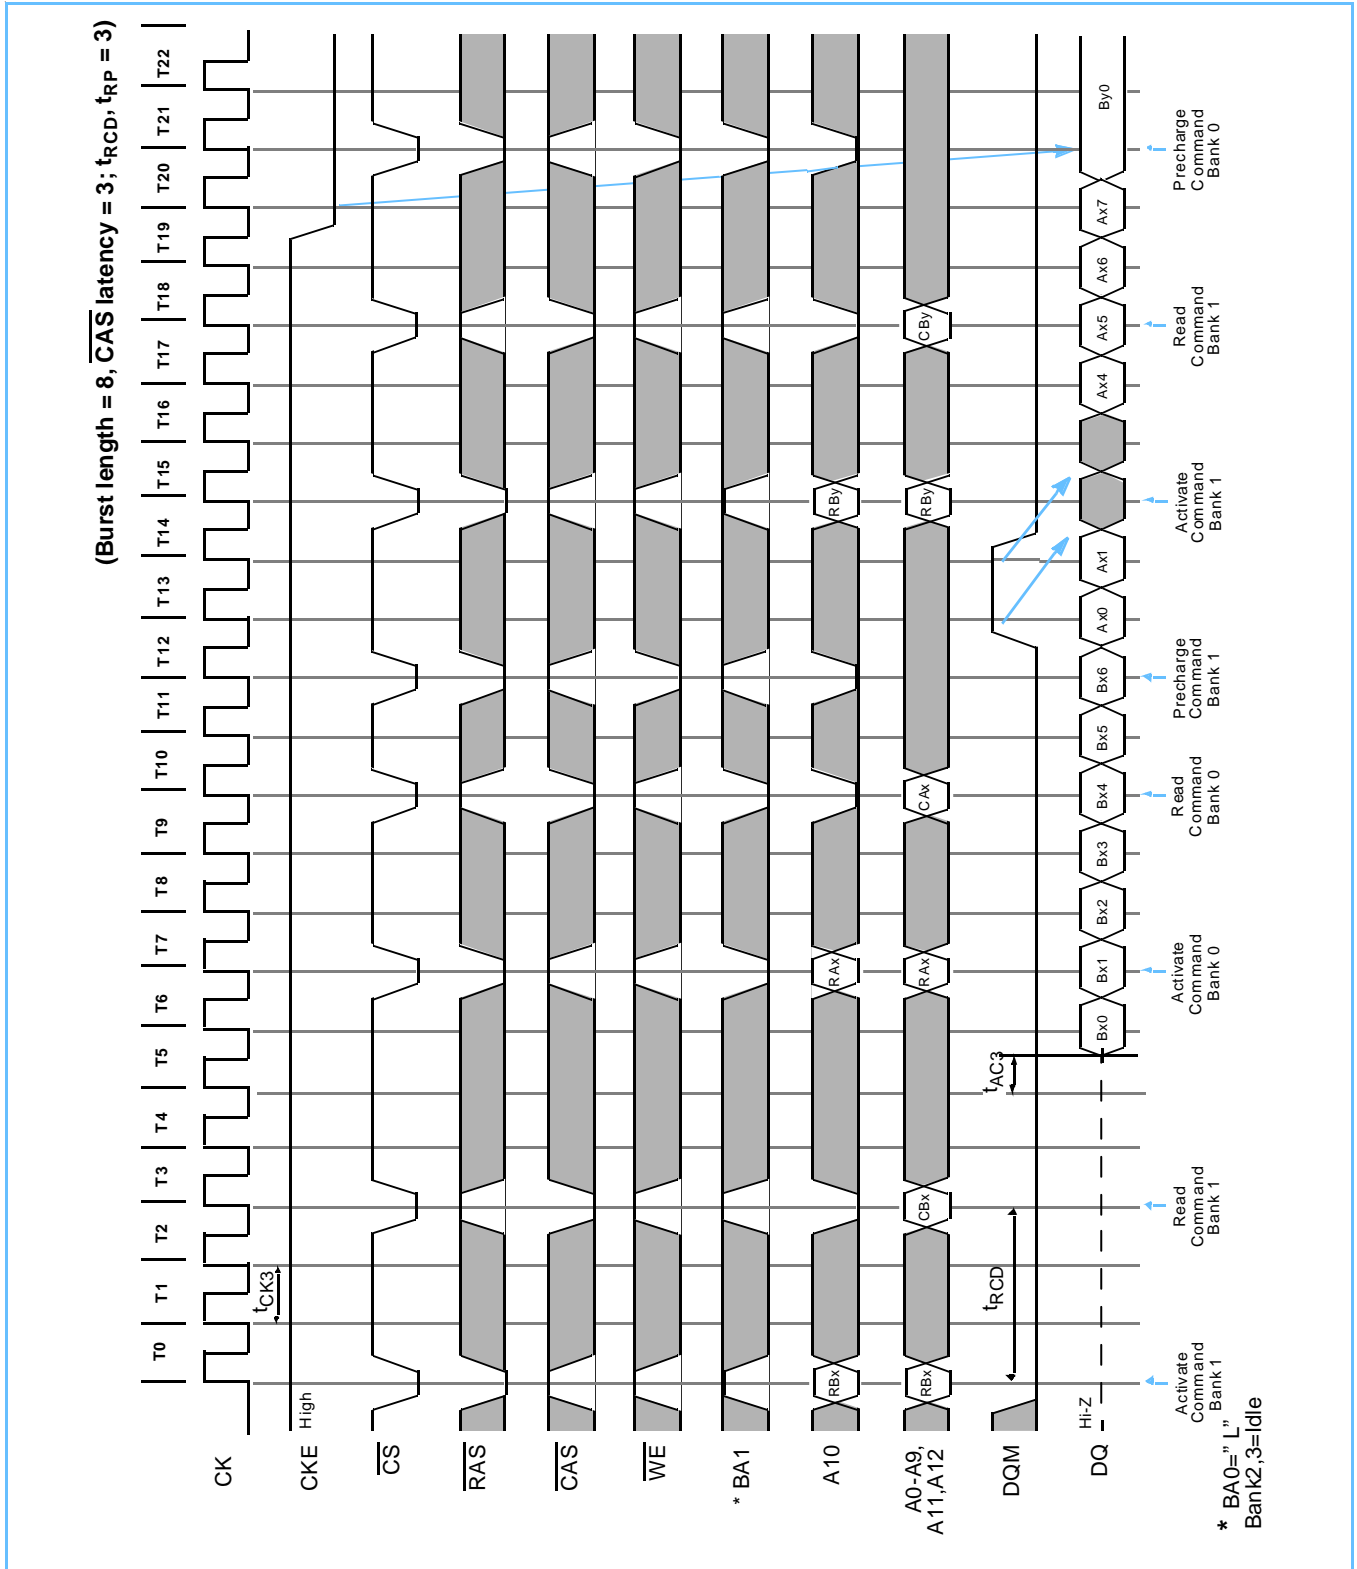 (Burst length = 8, CAS latency = 3; tRCD, tRP = 3)
T0 T1 T2 T3 T4 T5 T6 T7 T8 T9 T10 T11 T12 T13 T14 T15 T16 T17 T18 T19 T20 T21 T22
CK
tCK3
CKE
High
CS
RAS
CAS
WE
* BA1
A10
RBx RAx RBy
A0-A9,
A11,A12
RBx CBx RAx CAx RBy CBy
DQM
tRCD
tAC3
DQ
Hi-Z
Bx0 Bx1 Bx2 Bx3 Bx4 Bx5 Bx6 Ax0 Ax1 Ax4 Ax5 Ax6 Ax7 By0
Activate
Command
Bank 1
Read
Command
Bank 1
Activate
Command
Bank 0
Read
Command
Bank 0
Precharge
Command
Bank 1
Activate
Command
Bank 1
Read
Command
Bank 1
Precharge
Command
Bank 0
* BA0=” L”
Bank2,3=Idle